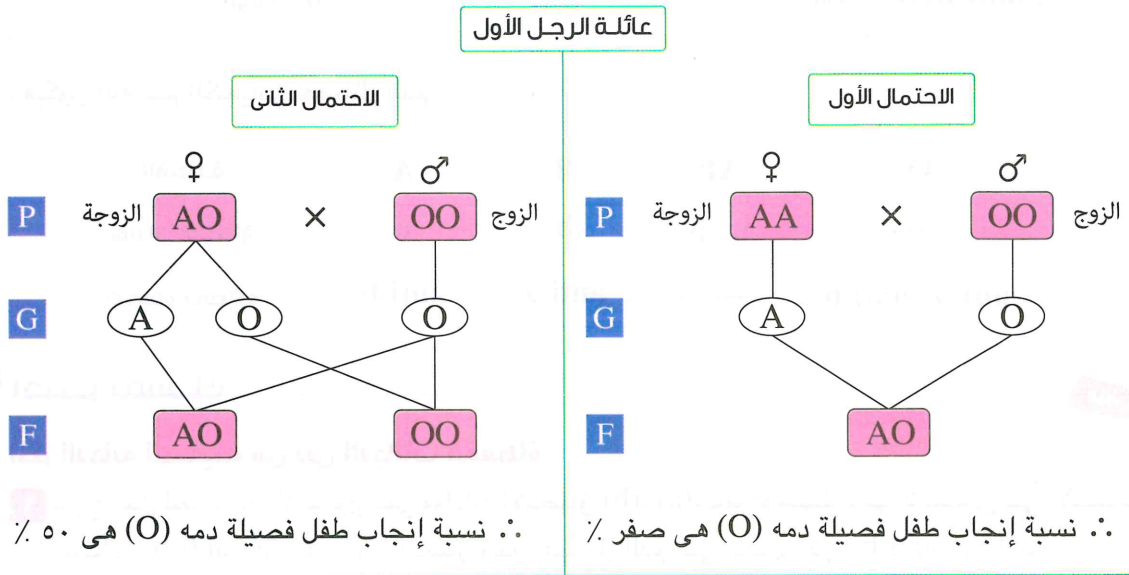 عائلة الرجل الأول
الاحتمال الأول
♀ ♂
P الزوج OO × AA الزوجة
G O A
F AO
∴ نسبة إنجاب طفل فصيلة دمه (O) هى صفر ٪
الاحتمال الثانى
♀ ♂
P الزوج OO × AO الزوجة
G O O A
F OO AO
∴ نسبة إنجاب طفل فصيلة دمه (O) هى ٥٠ ٪